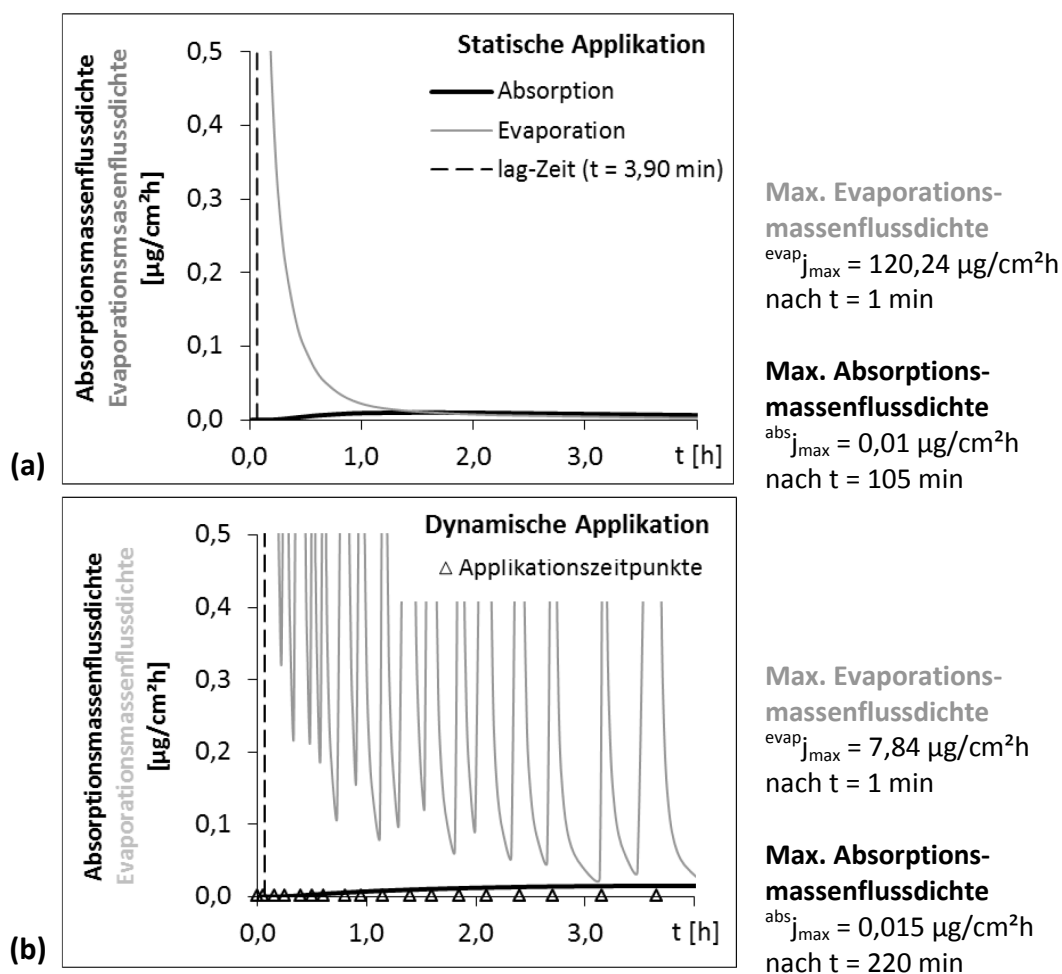 Statische Applikation
Absorption
Evaporation
lag-Zeit (t = 3,90 min)
Absorptionsmassenflussdichte
Evaporationsmsasenflussdichte
[µg/cm²h]
0,5
0,4
0,3
0,2
0,1
0,0
0,0 1,0 2,0 3,0 t [h]
(a)
Max. Evaporations-
massenflussdichte
evapjmax = 120,24 µg/cm²h
nach t = 1 min
Max. Absorptions-
massenflussdichte
absjmax = 0,01 µg/cm²h
nach t = 105 min
Dynamische Applikation
Applikationszeitpunkte
Absorptionsmassenflussdichte
Evaporationsmassenflussdichte
[µg/cm²h]
0,5
0,4
0,3
0,2
0,1
0,0
0,0 1,0 2,0 3,0 t [h]
(b)
Max. Evaporations-
massenflussdichte
evapjmax = 7,84 µg/cm²h
nach t = 1 min
Max. Absorptions-
massenflussdichte
absjmax = 0,015 µg/cm²h
nach t = 220 min